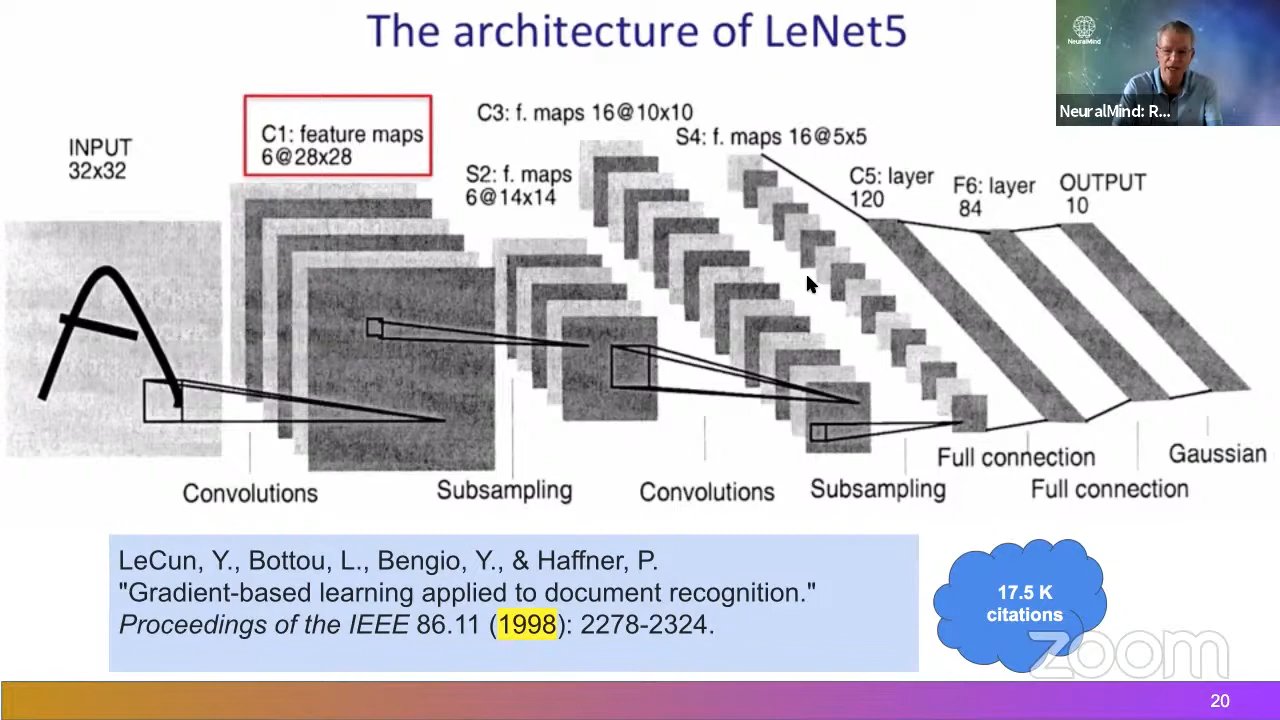 The architecture of LeNet5
NeuralMind
NeuralMind: R...
INPUT
32x32
C1: feature maps
6@28x28
S2: f. maps
6@14x14
C3: f. maps 16@10x10
S4: f. maps 16@5x5
C5: layer
120
F6: layer
84
OUTPUT
10
Convolutions
Subsampling
Convolutions
Subsampling
Full connection
Full connection
Gaussian
LeCun, Y., Bottou, L., Bengio, Y., & Haffner, P.
"Gradient-based learning applied to document recognition."
Proceedings of the IEEE 86.11 (1998): 2278-2324.
17.5 K
citations
zoom
20